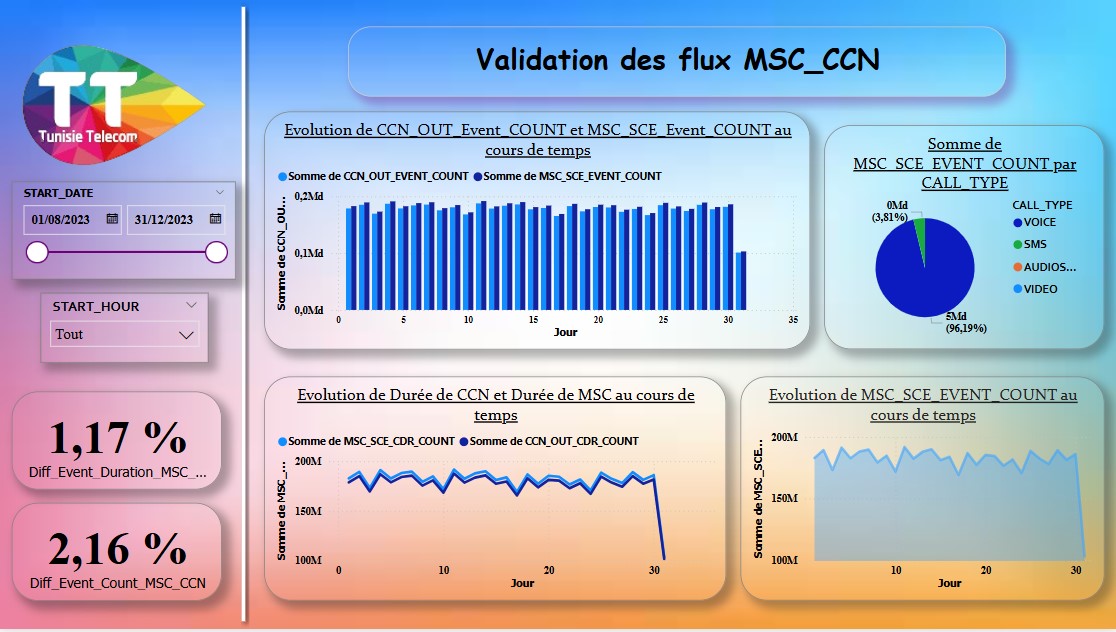 TT
Tunisie Telecom
START_DATE
01/08/2023
31/12/2023
START_HOUR
Tout
1,17 %
Diff_Event_Duration_MSC_...
2,16 %
Diff_Event_Count_MSC_CCN
Validation des flux MSC_CCN
Evolution de CCN_OUT_Event_COUNT et MSC_SCE_Event_COUNT au
cours de temps
Somme de CCN_OUT_EVENT_COUNT
Somme de MSC_SCE_EVENT_COUNT
Somme de CCN_OU...
0,2Md
0,1Md
0,0Md
0
5
10
15
20
25
30
35
Jour
Somme de
MSC_SCE_EVENT_COUNT par
CALL_TYPE
0Md
(3,81%)
5Md
(96,19%)
CALL_TYPE
VOICE
SMS
AUDIOS...
VIDEO
Evolution de Durée de CCN et Durée de MSC au cours de
temps
Somme de MSC_SCE_CDR_COUNT
Somme de CCN_OUT_CDR_COUNT
Somme de MSC_...
200M
150M
100M
0
10
20
30
Jour
Evolution de MSC_SCE_EVENT_COUNT au
cours de temps
Somme de MSC_SCE...
200M
150M
100M
10
20
30
Jour